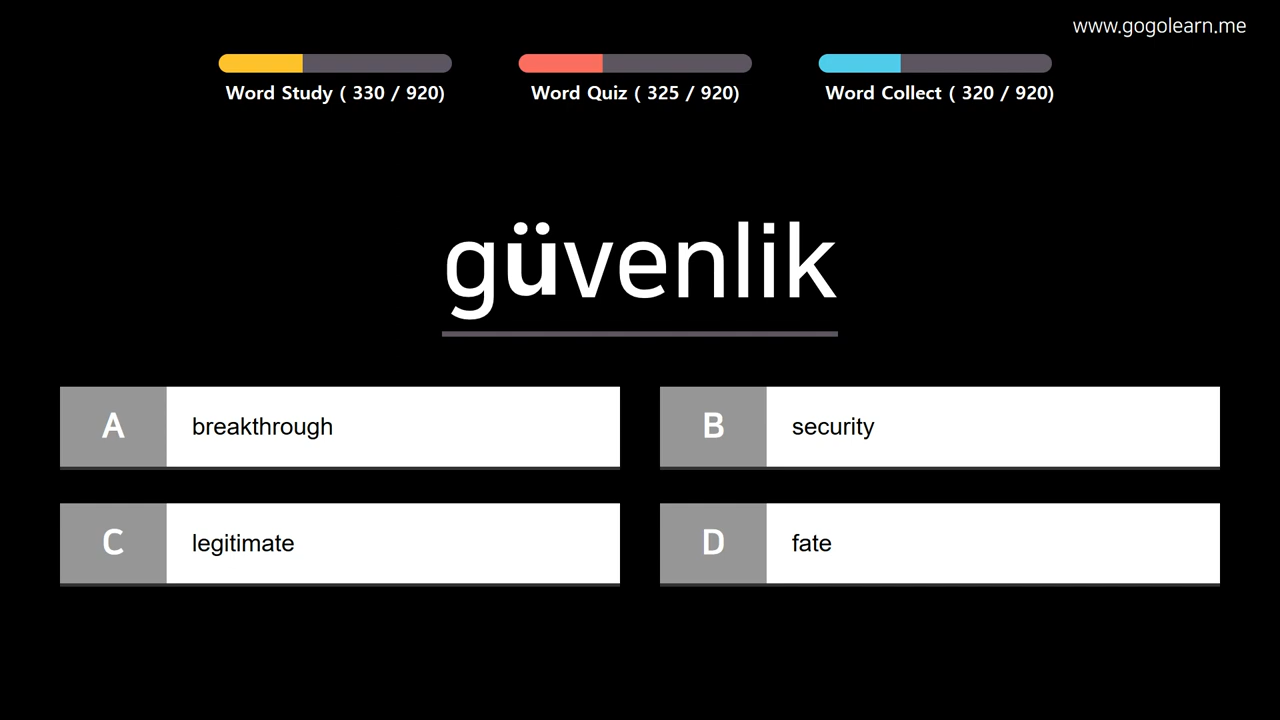 www.gogolearn.me
Word Study ( 330 / 920)
Word Quiz ( 325 / 920)
Word Collect ( 320 / 920)
güvenlik
A breakthrough
B security
C legitimate
D fate